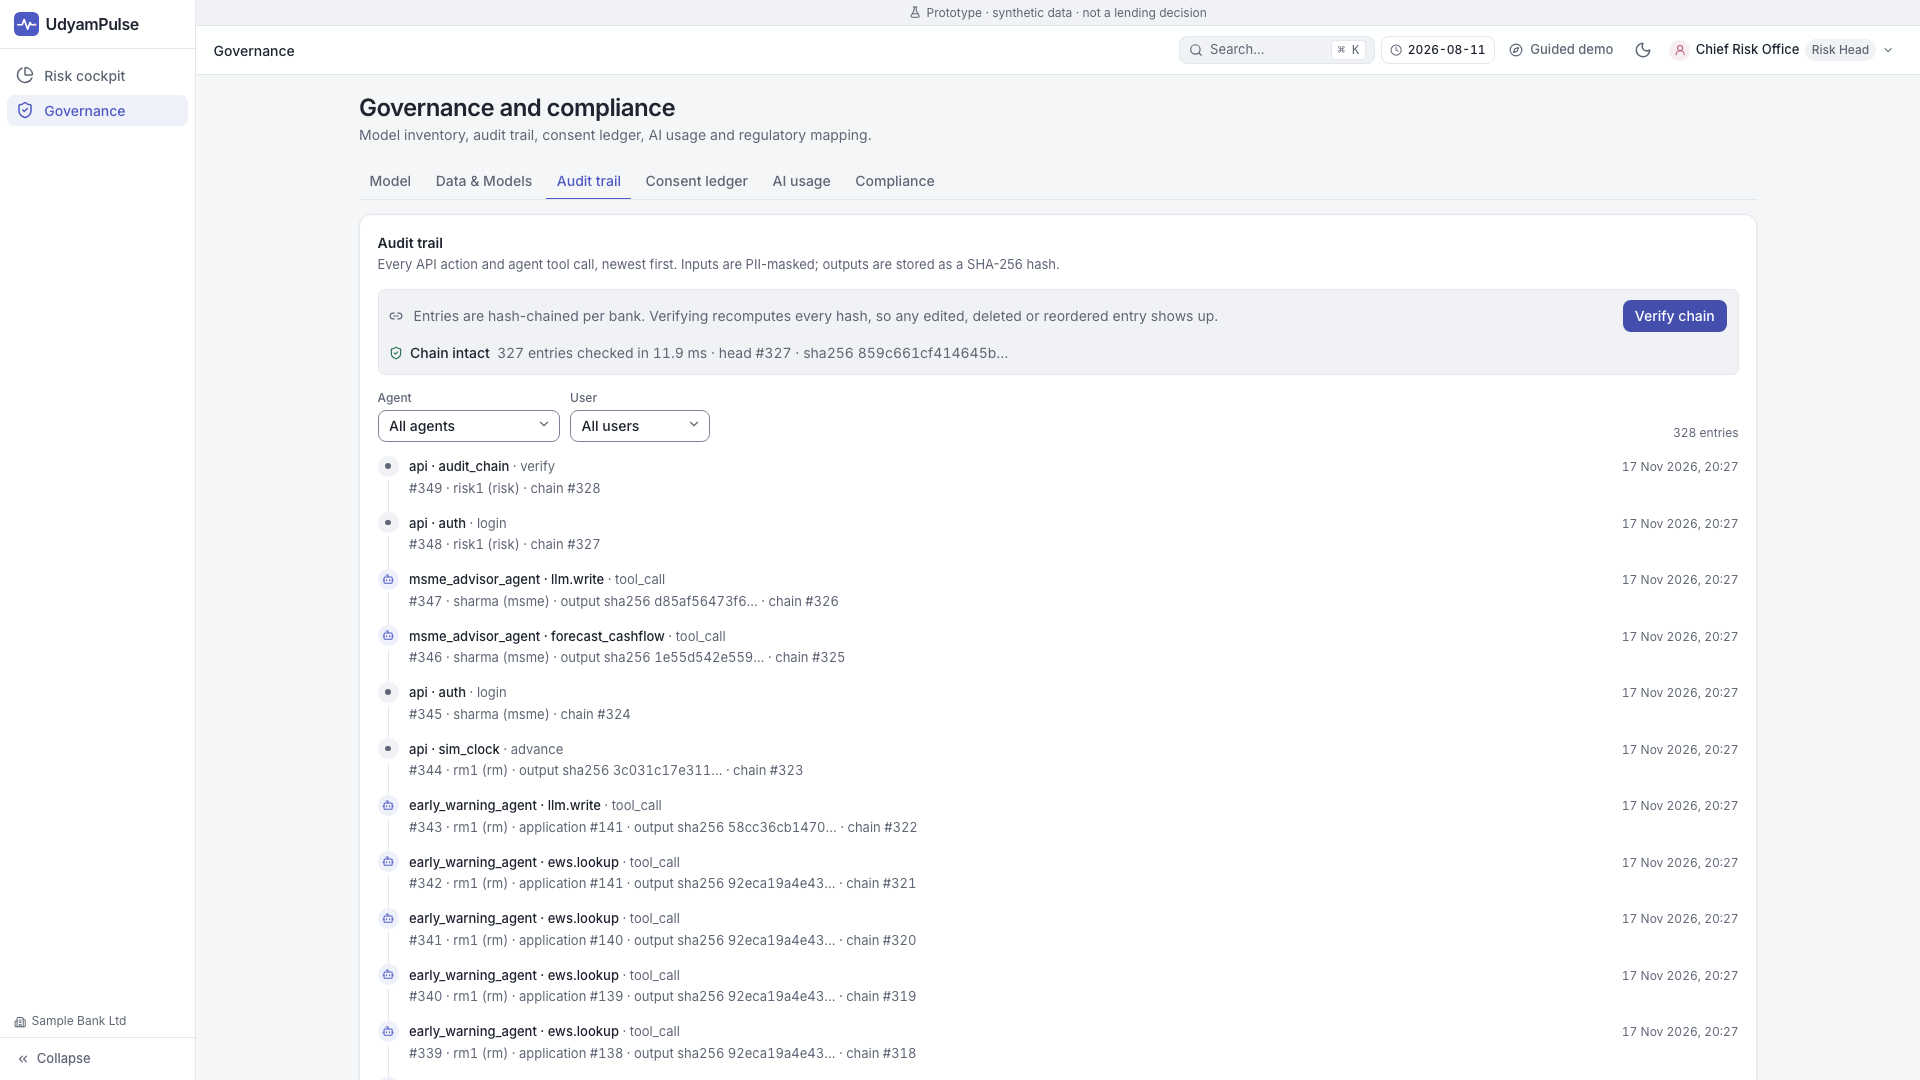 UdyamPulse
Risk cockpit
Governance
Sample Bank Ltd
Collapse
Prototype · synthetic data · not a lending decision
Governance
Search...
⌘ K
2026-08-11
Guided demo
Chief Risk Office
Risk Head
Governance and compliance
Model inventory, audit trail, consent ledger, AI usage and regulatory mapping.
Model
Data & Models
Audit trail
Consent ledger
AI usage
Compliance
Audit trail
Every API action and agent tool call, newest first. Inputs are PII-masked; outputs are stored as a SHA-256 hash.
Entries are hash-chained per bank. Verifying recomputes every hash, so any edited, deleted or reordered entry shows up.
Verify chain
Chain intact 327 entries checked in 11.9 ms · head #327 · sha256 859c661cf414645b...
Agent
User
All agents
All users
328 entries
api · audit_chain · verify
17 Nov 2026, 20:27
#349 · risk1 (risk) · chain #328
api · auth · login
17 Nov 2026, 20:27
#348 · risk1 (risk) · chain #327
msme_advisor_agent · llm.write · tool_call
17 Nov 2026, 20:27
#347 · sharma (msme) · output sha256 d85af56473f6... · chain #326
msme_advisor_agent · forecast_cashflow · tool_call
17 Nov 2026, 20:27
#346 · sharma (msme) · output sha256 1e55d542e559... · chain #325
api · auth · login
17 Nov 2026, 20:27
#345 · sharma (msme) · chain #324
api · sim_clock · advance
17 Nov 2026, 20:27
#344 · rm1 (rm) · output sha256 3c031c17e311... · chain #323
early_warning_agent · llm.write · tool_call
17 Nov 2026, 20:27
#343 · rm1 (rm) · application #141 · output sha256 58cc36cb1470... · chain #322
early_warning_agent · ews.lookup · tool_call
17 Nov 2026, 20:27
#342 · rm1 (rm) · application #141 · output sha256 92eca19a4e43... · chain #321
early_warning_agent · ews.lookup · tool_call
17 Nov 2026, 20:27
#341 · rm1 (rm) · application #140 · output sha256 92eca19a4e43... · chain #320
early_warning_agent · ews.lookup · tool_call
17 Nov 2026, 20:27
#340 · rm1 (rm) · application #139 · output sha256 92eca19a4e43... · chain #319
early_warning_agent · ews.lookup · tool_call
17 Nov 2026, 20:27
#339 · rm1 (rm) · application #138 · output sha256 92eca19a4e43... · chain #318